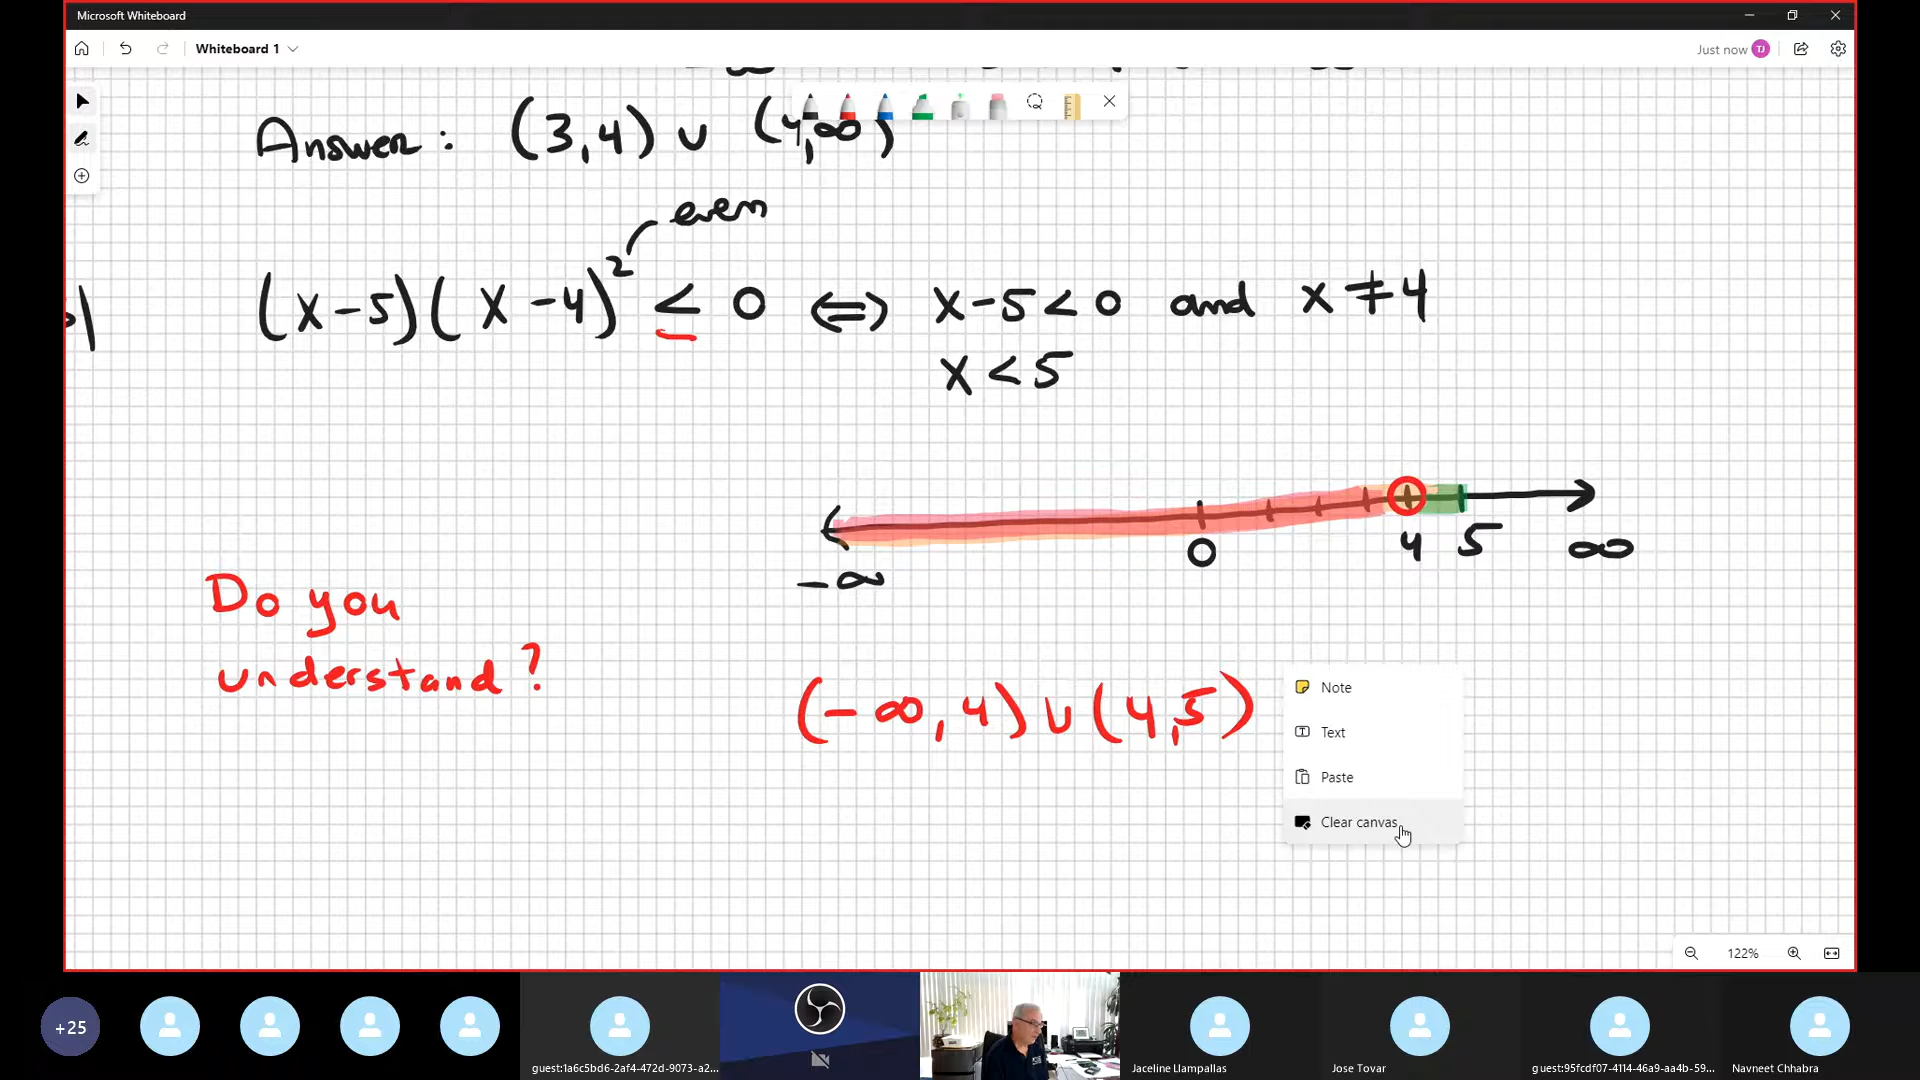 Microsoft Whiteboard
Whiteboard 1
Just now TJ
Answer: (3,4) ∪ (4,∞)
even
(x-5)(x-4)² < 0 ⟺ x-5<0 and x≠4
x<5
0 4 5 ∞
-∞
Do you
understand?
(-∞,4)∪(4,5)
Note
Text
Paste
Clear canvas
122%
+25
guest:1a6c5bd6-2af4-472d-9073-a2...
Jaceline Llampallas
Jose Tovar
guest:95fcdf07-4114-46a9-aa4b-59...
Navneet Chhabra